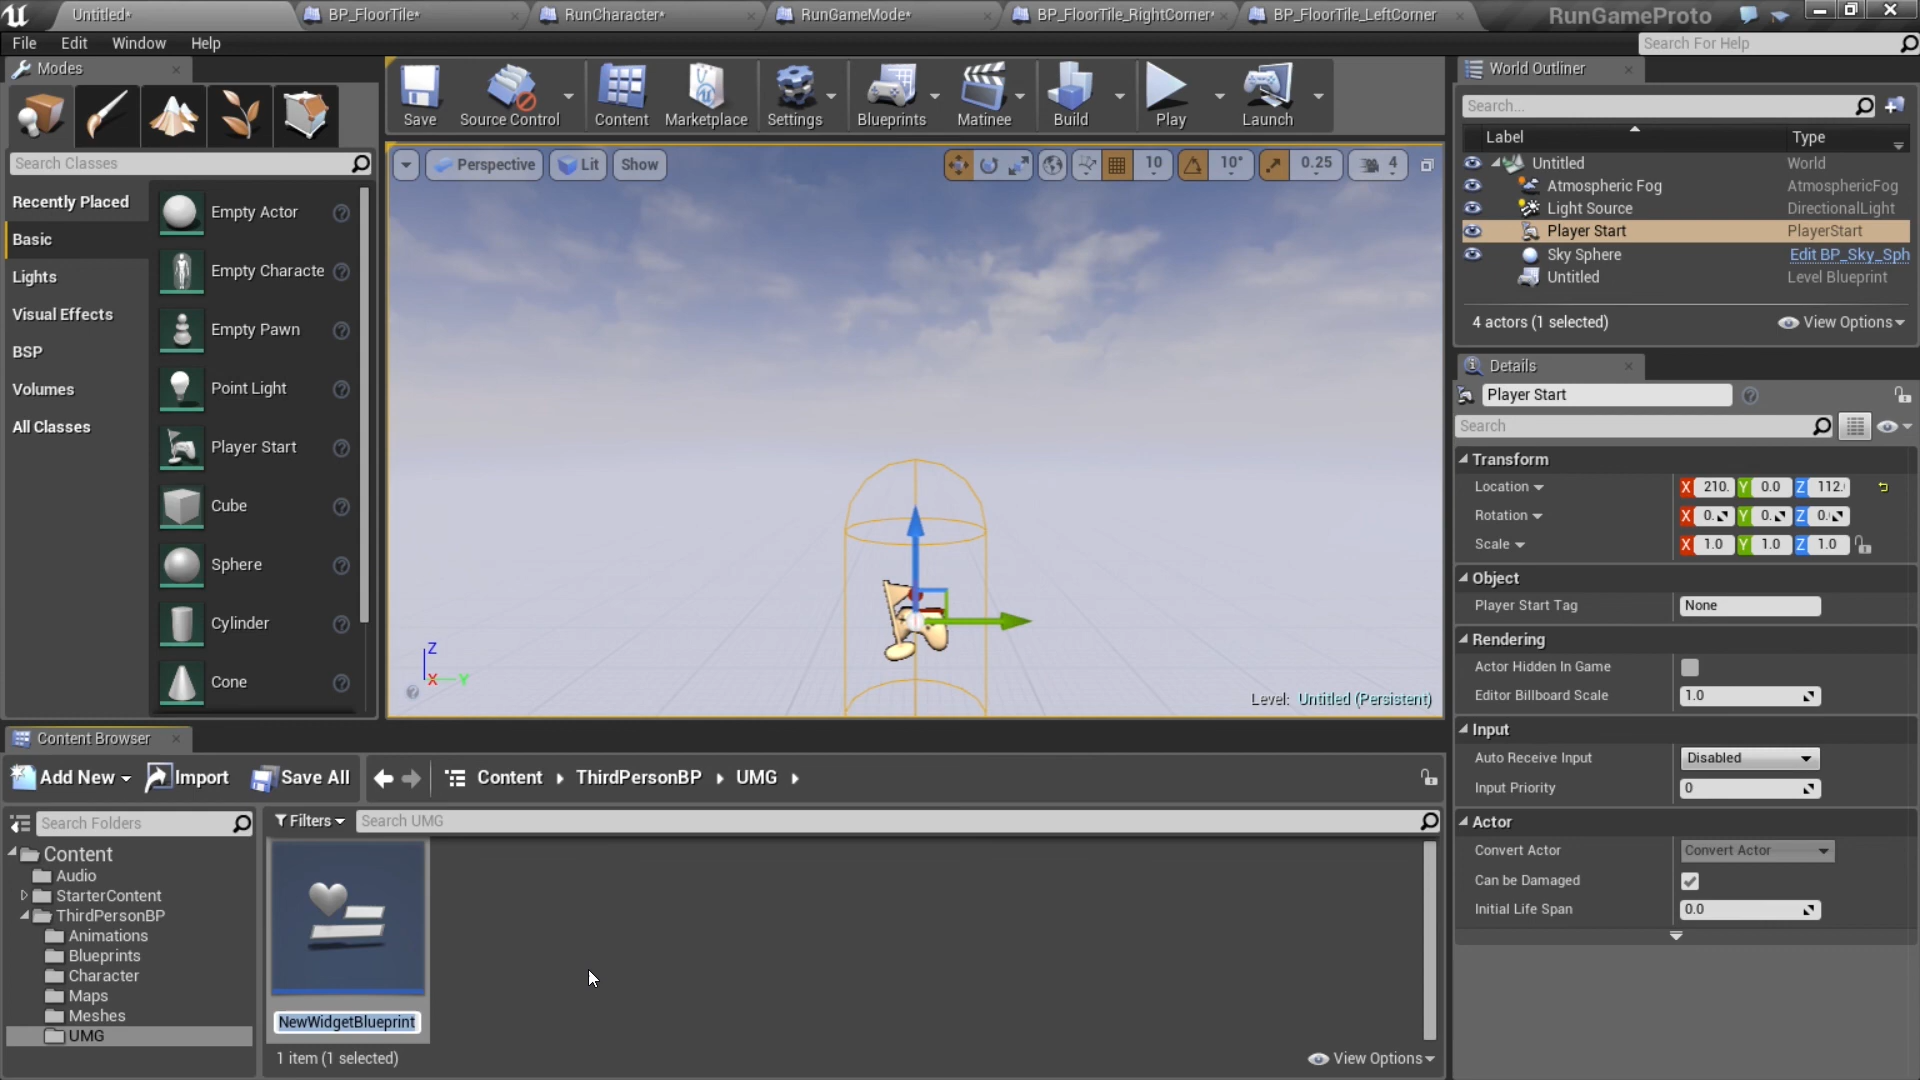 Untitled*
BP_FloorTile*
RunCharacter*
RunGameMode*
BP_FloorTile_RightCorner*
BP_FloorTile_LeftCorner
RunGameProto
File Edit Window Help
Search For Help
Modes
Search Classes
Recently Placed
Basic
Lights
Visual Effects
BSP
Volumes
All Classes
Empty Actor
Empty Characte
Empty Pawn
Point Light
Player Start
Cube
Sphere
Cylinder
Cone
Save
Source Control
Content
Marketplace
Settings
Blueprints
Matinee
Build
Play
Launch
Perspective
Lit
Show
10
10°
0.25
4
Z
X Y
Level: Untitled (Persistent)
World Outliner
Search...
Label Type
Untitled World
Atmospheric Fog AtmosphericFog
Light Source DirectionalLight
Player Start PlayerStart
Sky Sphere Edit BP_Sky_Sph
Untitled Level Blueprint
4 actors (1 selected)
View Options
Details
Player Start
Search
Transform
Location X 210. Y 0.0 Z 112.
Rotation X 0. Y 0. Z 0.
Scale X 1.0 Y 1.0 Z 1.0
Object
Player Start Tag None
Rendering
Actor Hidden In Game
Editor Billboard Scale 1.0
Input
Auto Receive Input Disabled
Input Priority 0
Actor
Convert Actor Convert Actor
Can be Damaged
Initial Life Span 0.0
Content Browser
Add New
Import
Save All
Content ThirdPersonBP UMG
Search Folders
Filters
Search UMG
Content
Audio
StarterContent
ThirdPersonBP
Animations
Blueprints
Character
Maps
Meshes
UMG
NewWidgetBlueprint
1 item (1 selected)
View Options